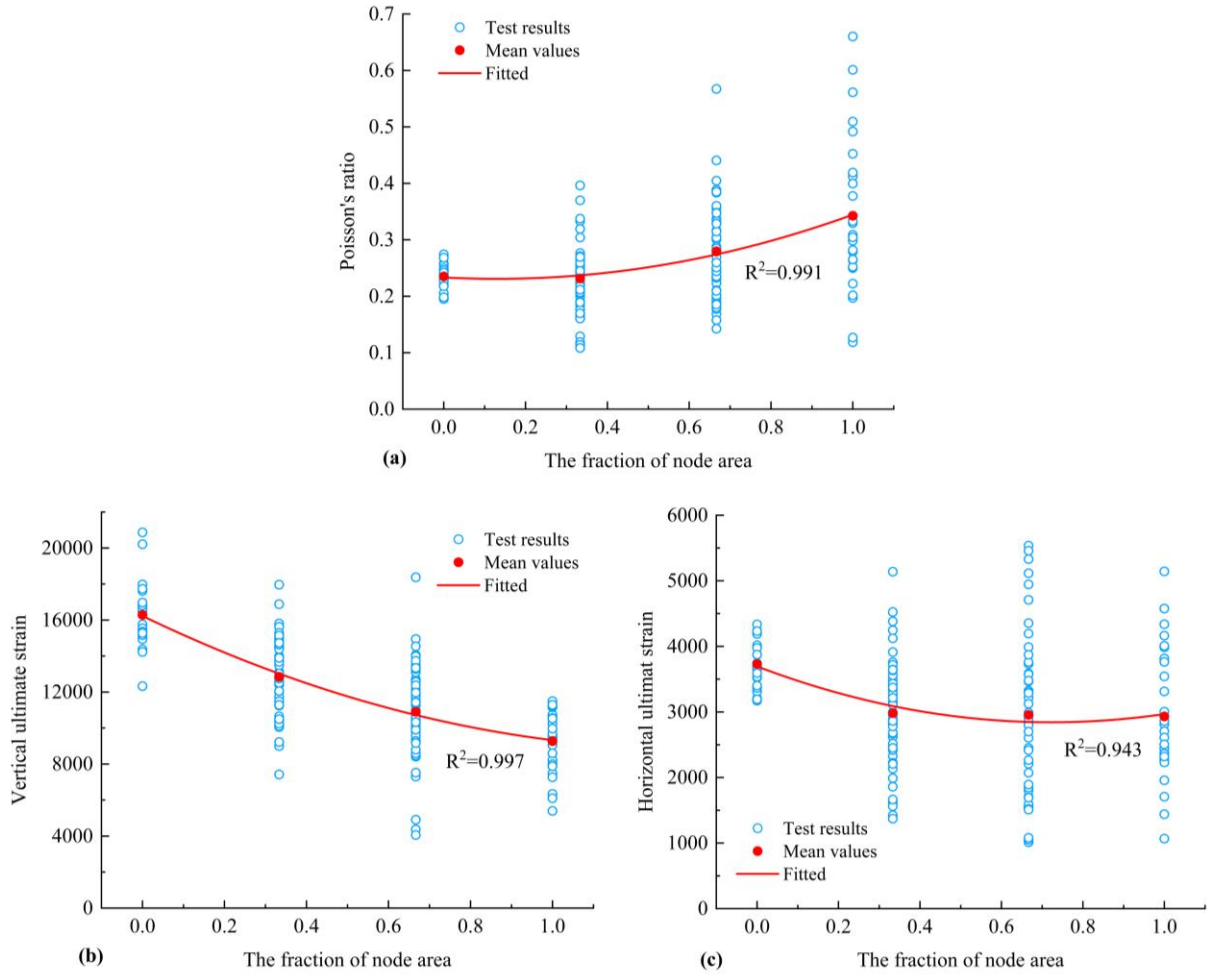 0.7
0.6
0.5
0.4
0.3
0.2
0.1
0.0
Poisson's ratio
Test results
Mean values
Fitted
R²=0.991
0.0 0.2 0.4 0.6 0.8 1.0
(a)
The fraction of node area
20000
16000
12000
8000
4000
0
Vertical ultimate strain
Test results
Mean values
Fitted
R²=0.997
0.0 0.2 0.4 0.6 0.8 1.0
(b)
The fraction of node area
6000
5000
4000
3000
2000
1000
0
Horizontal ultimat strain
R²=0.943
Test results
Mean values
Fitted
0.0 0.2 0.4 0.6 0.8 1.0
(c)
The fraction of node area